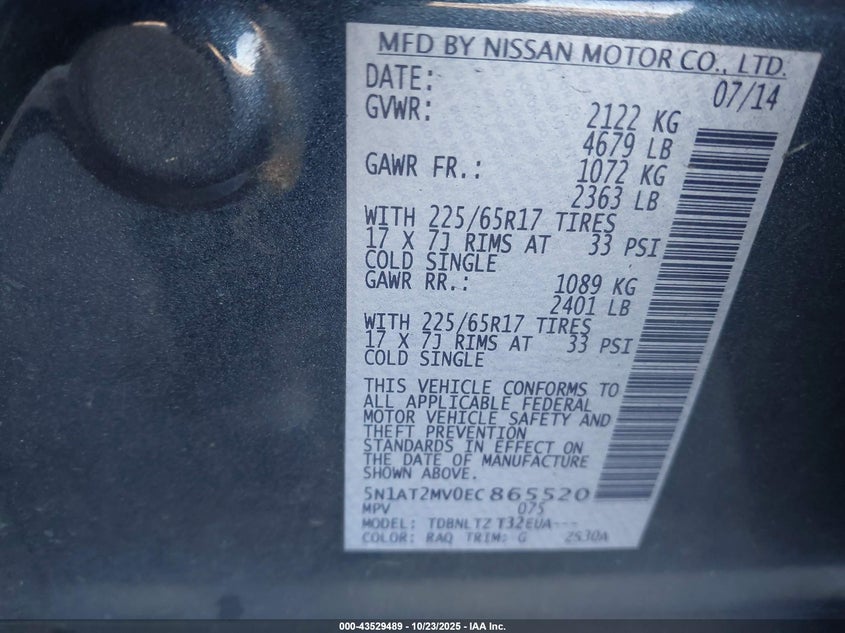 MFD BY NISSAN MOTOR CO., LTD.
DATE: 07/14
GVWR: 2122 KG
4679 LB
GAWR FR.: 1072 KG
2363 LB
WITH 225/65R17 TIRES
17 X 7J RIMS AT 33 PSI
COLD SINGLE
GAWR RR.: 1089 KG
2401 LB
WITH 225/65R17 TIRES
17 X 7J RIMS AT 33 PSI
COLD SINGLE
THIS VEHICLE CONFORMS TO
ALL APPLICABLE FEDERAL
MOTOR VEHICLE SAFETY AND
THEFT PREVENTION
STANDARDS IN EFFECT ON
THE DATE OF MANUFACTURE
SHOWN ABOVE.
5N1AT2MV0EC865520
MPV 075
MODEL: TDBNLTZ T32EUA---
COLOR: RAQ TRIM: G 2530A
000-43529489 - 10/23/2025 - IAA Inc.